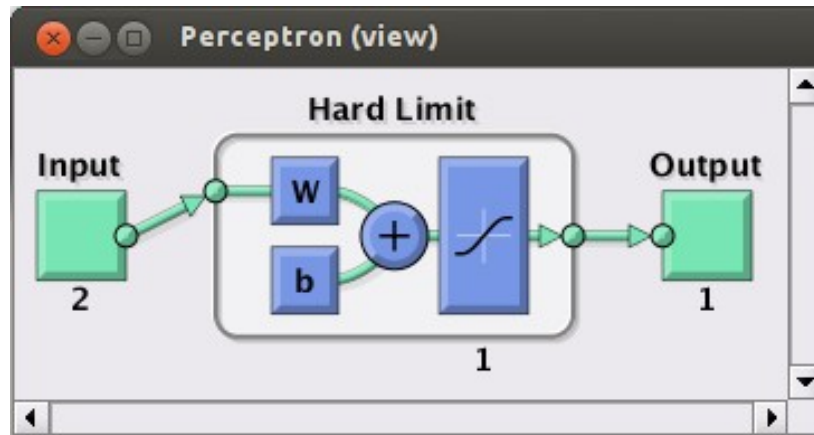 Perceptron (view)
Hard Limit
Input
Output
W
+
b
2
1
1